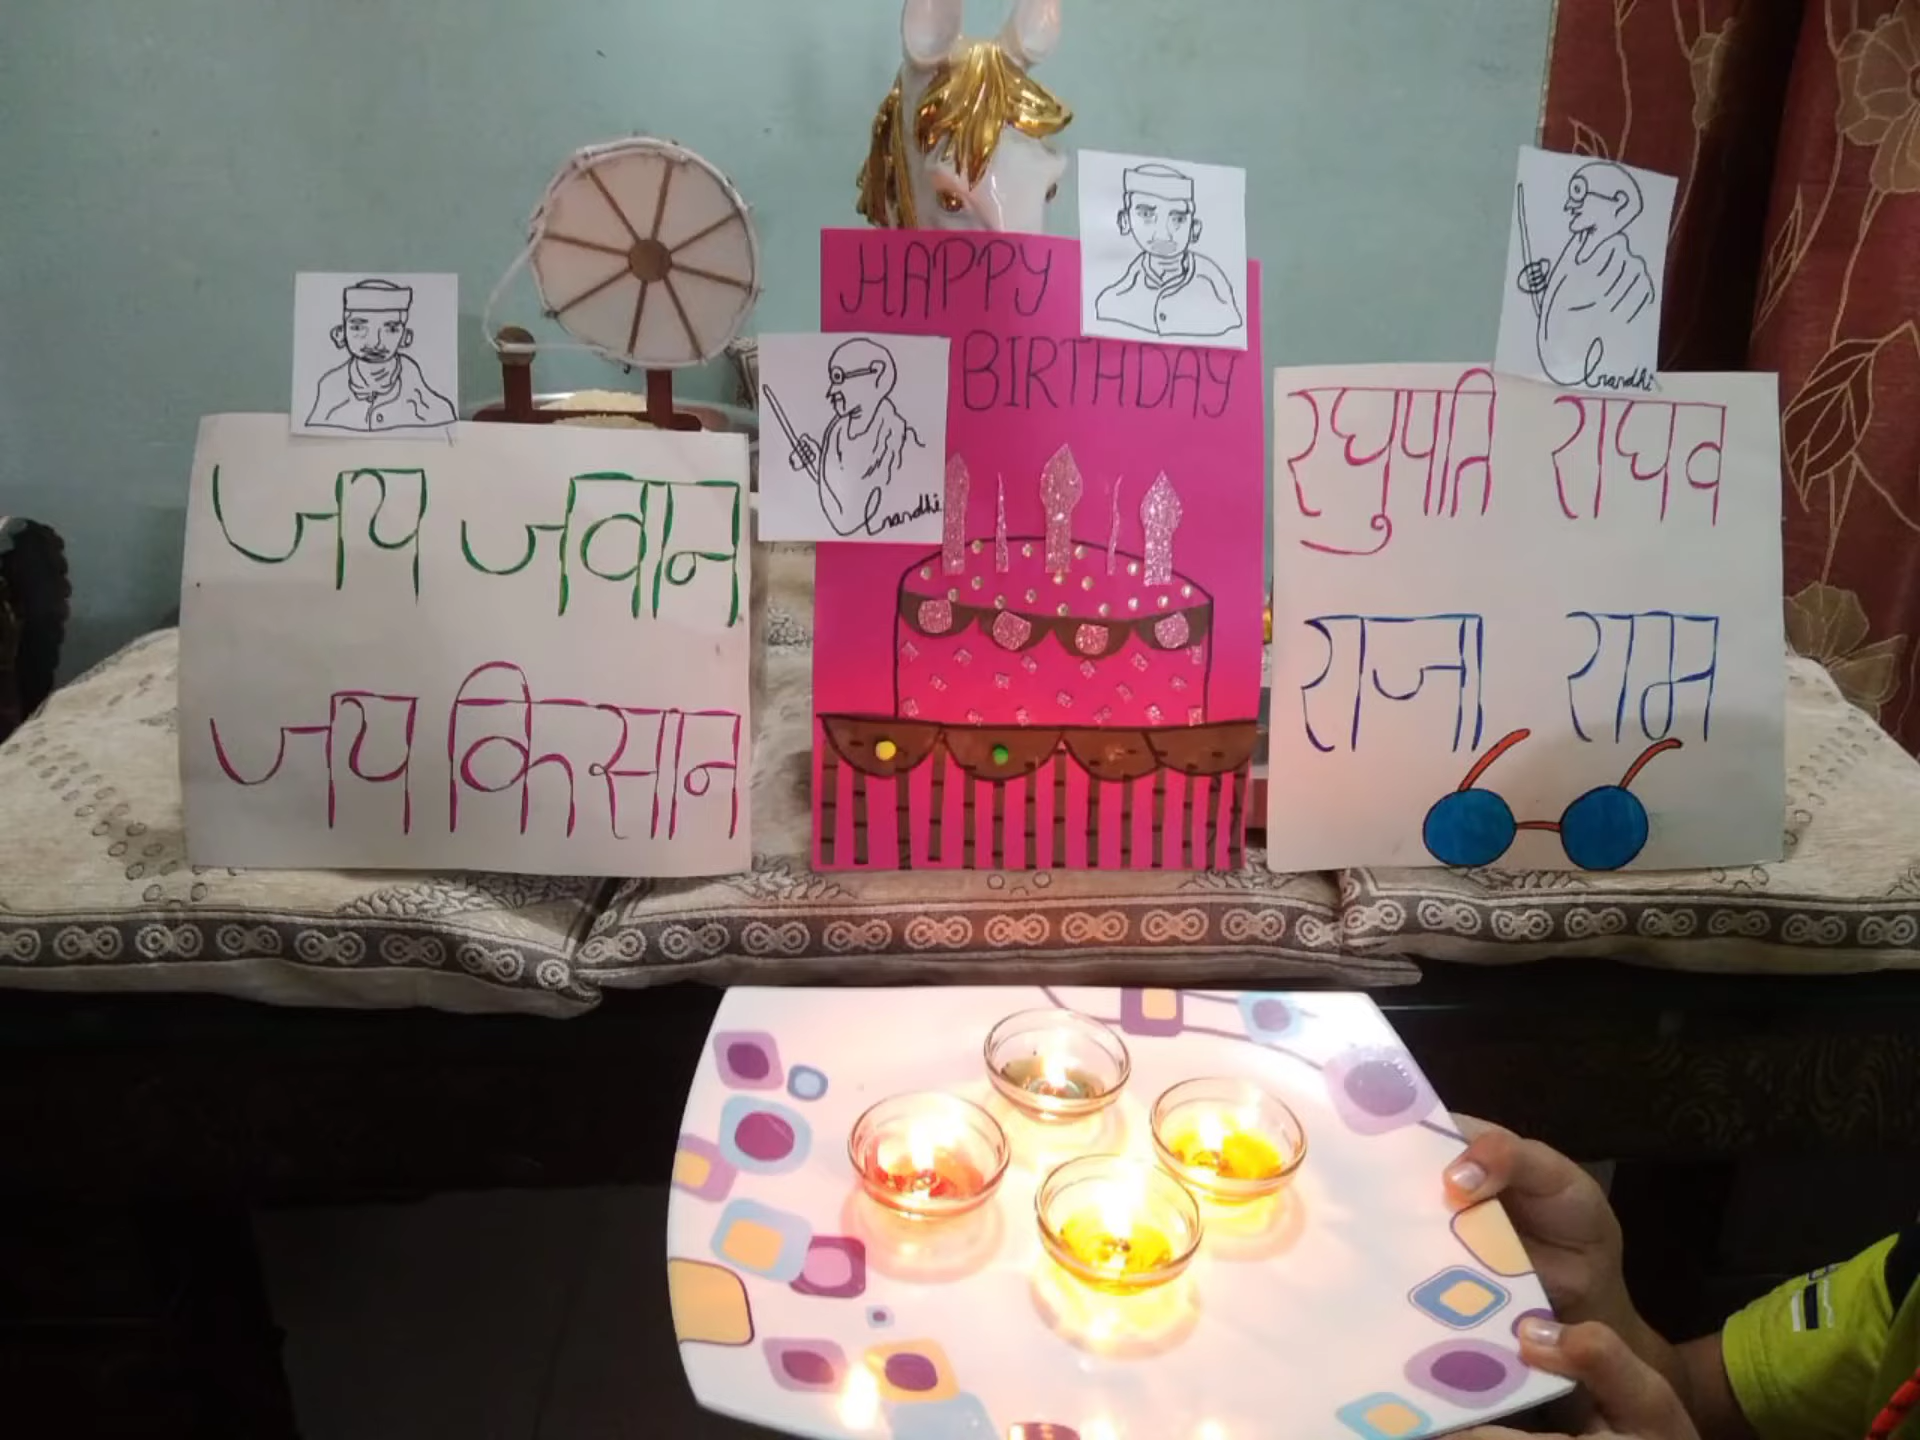 जय जवान
जय किसान
HAPPY
BIRTHDAY
Gandhi
रघुपति राघव
राजा राम
Gandhi